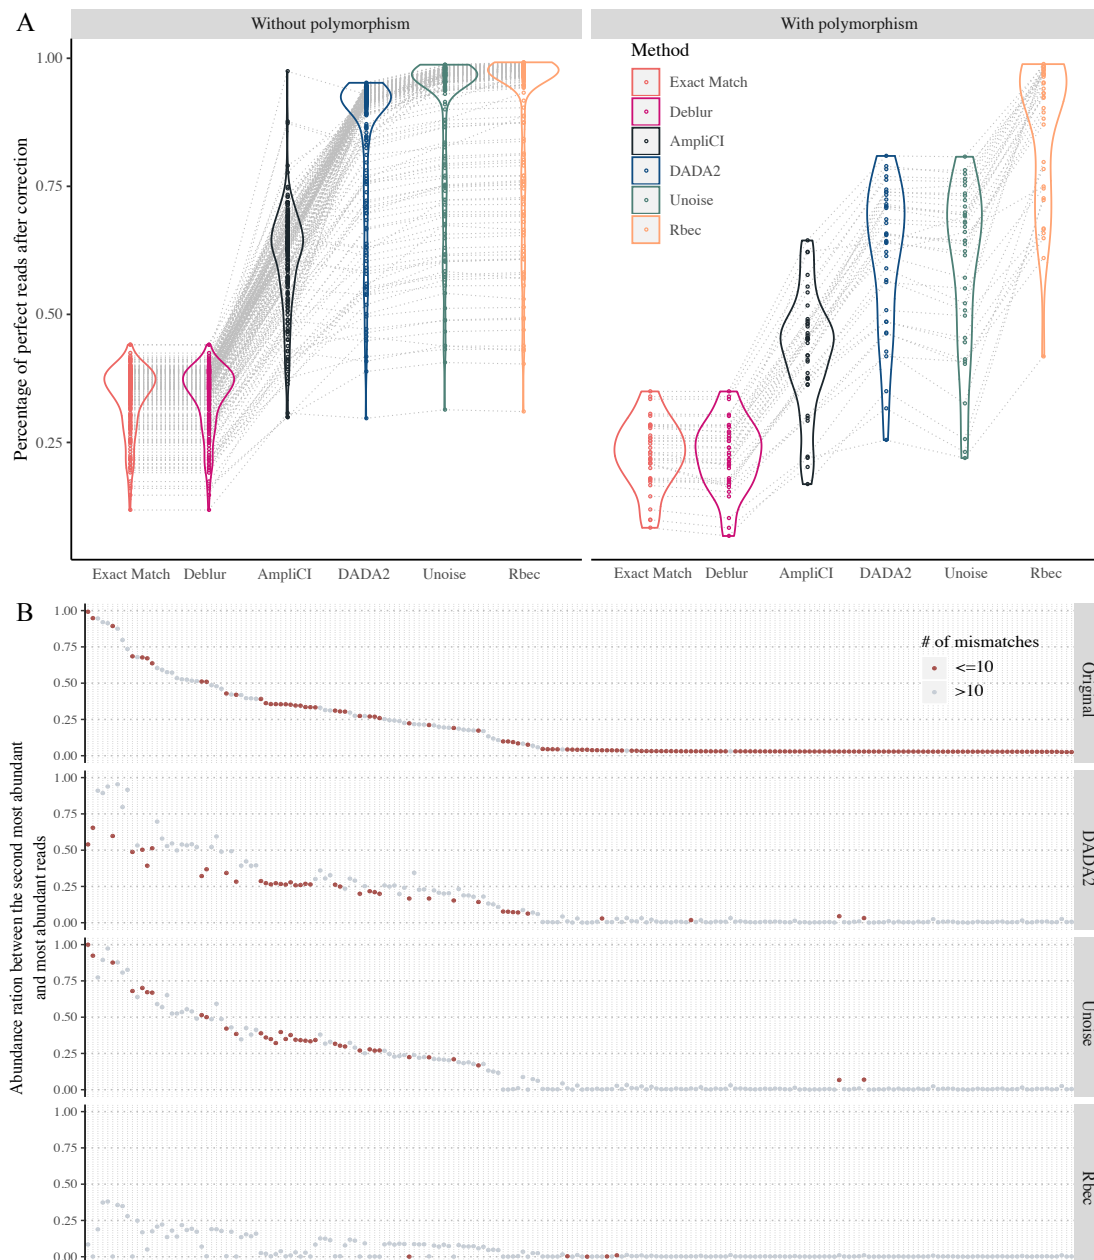 A
Without polymorphism
With polymorphism
Percentage of perfect reads after correction
1.00
0.75
0.50
0.25
Method
Exact Match
Deblur
AmpliCI
DADA2
Unoise
Rbec
Exact Match Deblur AmpliCI DADA2 Unoise Rbec
Exact Match Deblur AmpliCI DADA2 Unoise Rbec
B
Abundance ration between the second most abundant
and most abundant reads
1.00
0.75
0.50
0.25
0.00
# of mismatches
<=10
>10
Original
1.00
0.75
0.50
0.25
0.00
DADA2
1.00
0.75
0.50
0.25
0.00
Unoise
1.00
0.75
0.50
0.25
0.00
Rbec